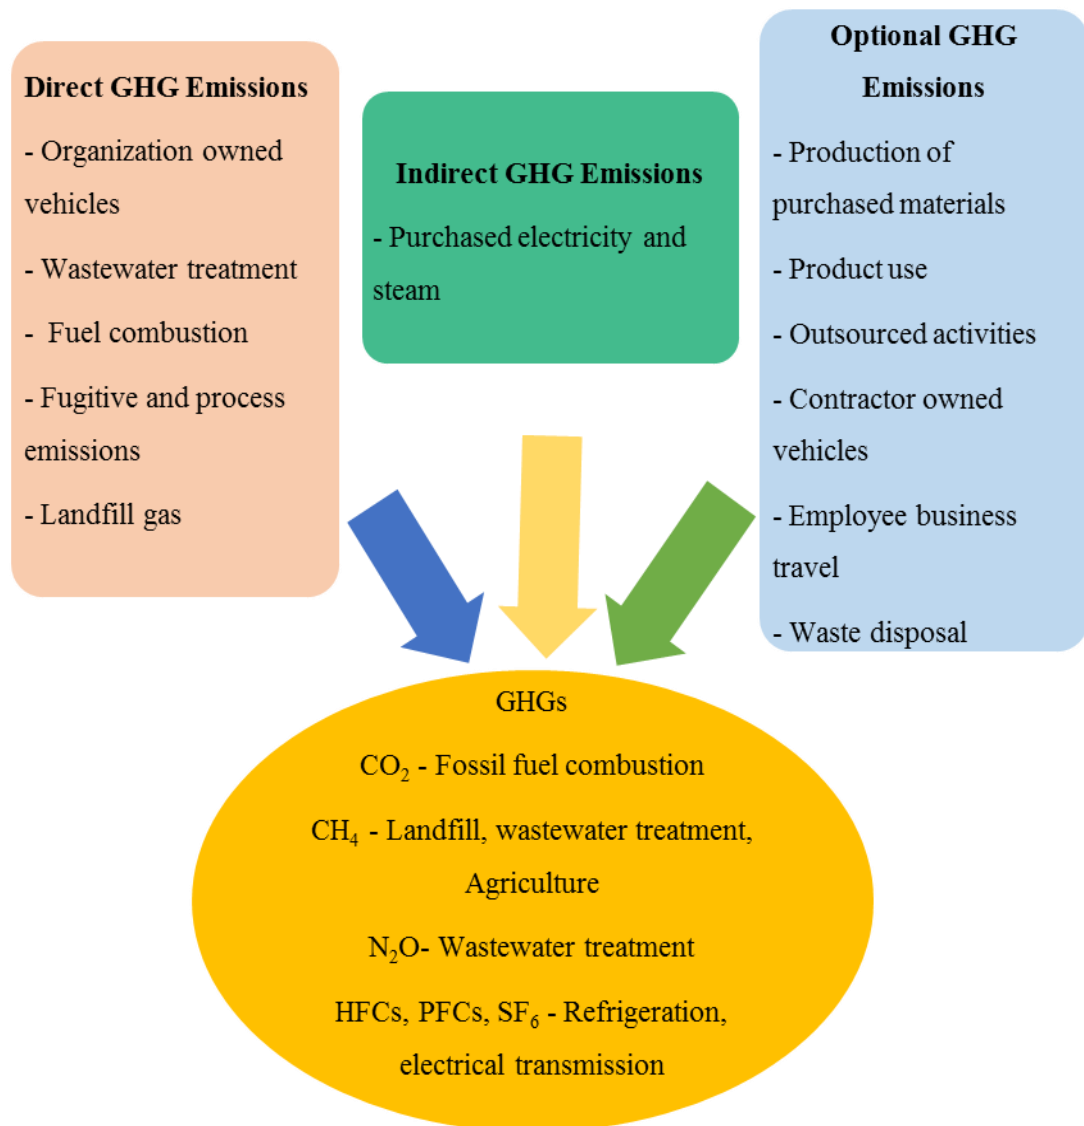 Direct GHG Emissions
- Organization owned
vehicles
- Wastewater treatment
- Fuel combustion
- Fugitive and process
emissions
- Landfill gas
Indirect GHG Emissions
- Purchased electricity and
steam
Optional GHG
Emissions
- Production of
purchased materials
- Product use
- Outsourced activities
- Contractor owned
vehicles
- Employee business
travel
- Waste disposal
GHGs
CO₂ - Fossil fuel combustion
CH₄ - Landfill, wastewater treatment,
Agriculture
N₂O- Wastewater treatment
HFCs, PFCs, SF₆ - Refrigeration,
electrical transmission